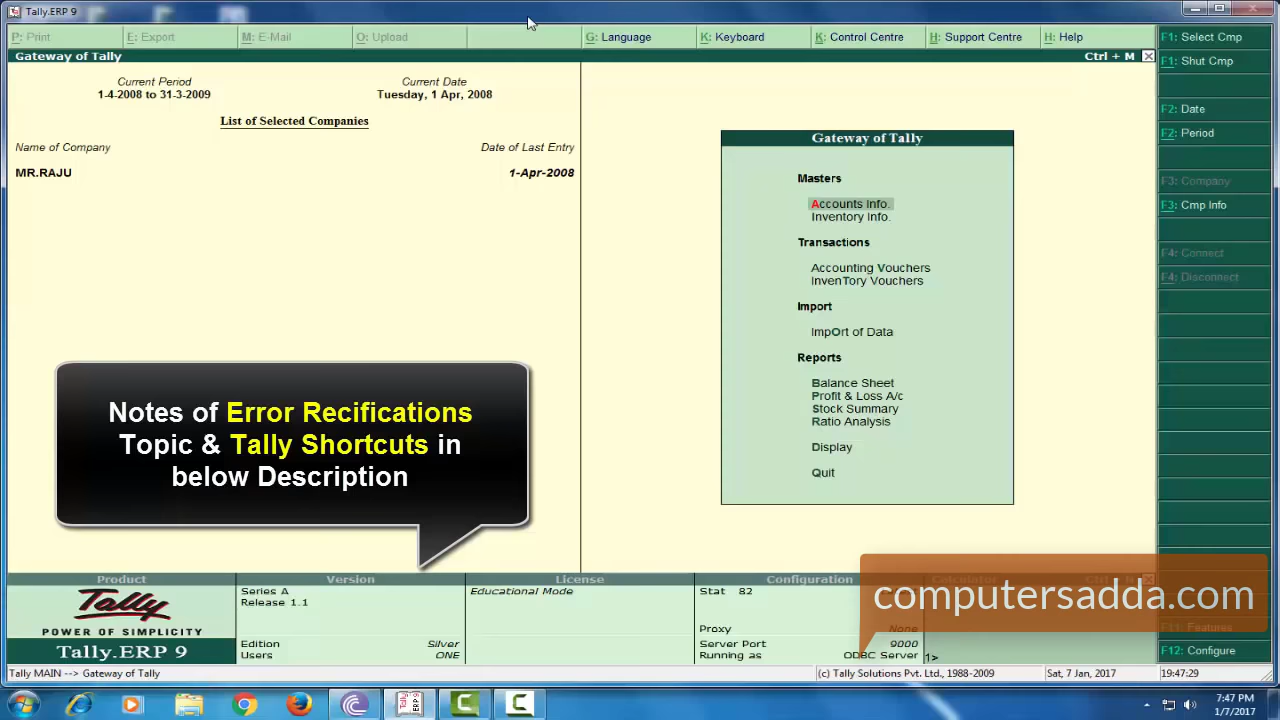 Tally.ERP 9
P: Print
E: Export
M: E-Mail
O: Upload
G: Language
K: Keyboard
K: Control Centre
H: Support Centre
H: Help
F1: Select Cmp
Gateway of Tally
Ctrl + M
F1: Shut Cmp
Current Period
1-4-2008 to 31-3-2009
Current Date
Tuesday, 1 Apr, 2008
List of Selected Companies
Name of Company
Date of Last Entry
MR.RAJU
1-Apr-2008
Gateway of Tally
Masters
Accounts Info.
Inventory Info.
Transactions
Accounting Vouchers
InvenTory Vouchers
Import
ImpOrt of Data
Reports
Balance Sheet
Profit & Loss A/c
Stock Summary
Ratio Analysis
Display
Quit
F2: Date
F2: Period
F3: Company
F3: Cmp Info
F4: Connect
F4: Disconnect
Notes of Error Recifications
Topic & Tally Shortcuts in
below Description
Product
Version
License
Configuration
Calculator
Tally
POWER OF SIMPLICITY
Tally.ERP 9
Series A
Release 1.1
Edition Silver
Users ONE
Educational Mode
Stat 82
Proxy None
Server Port 9000
Running as ODBC Server
1>
computersadda.com
F11: Features
F12: Configure
Tally MAIN --> Gateway of Tally
(c) Tally Solutions Pvt. Ltd., 1988-2009
Sat, 7 Jan, 2017
19:47:29
7:47 PM
1/7/2017